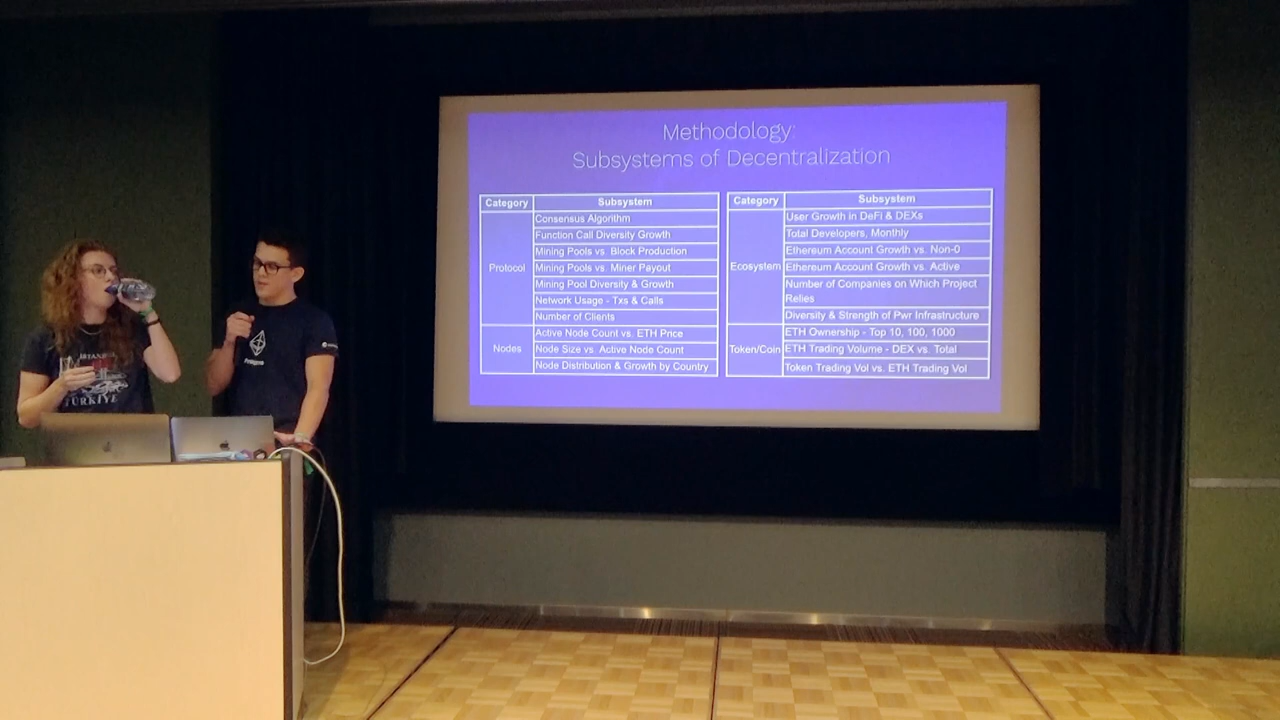 Methodology:
Subsystems of Decentralization
Category Subsystem
Protocol
Consensus Algorithm
Function Call Diversity Growth
Mining Pools vs. Block Production
Mining Pools vs. Miner Payout
Mining Pool Diversity & Growth
Network Usage - Txs & Calls
Number of Clients
Nodes
Active Node Count vs. ETH Price
Node Size vs. Active Node Count
Node Distribution & Growth by Country
Category Subsystem
Ecosystem
User Growth in DeFi & DEXs
Total Developers, Monthly
Ethereum Account Growth vs. Non-0
Ethereum Account Growth vs. Active
Number of Companies on Which Project
Relies
Diversity & Strength of Pwr Infrastructure
Token/Coin
ETH Ownership - Top 10, 100, 1000
ETH Trading Volume - DEX vs. Total
Token Trading Vol vs. ETH Trading Vol
ISTANBUL
TÜRKİYE